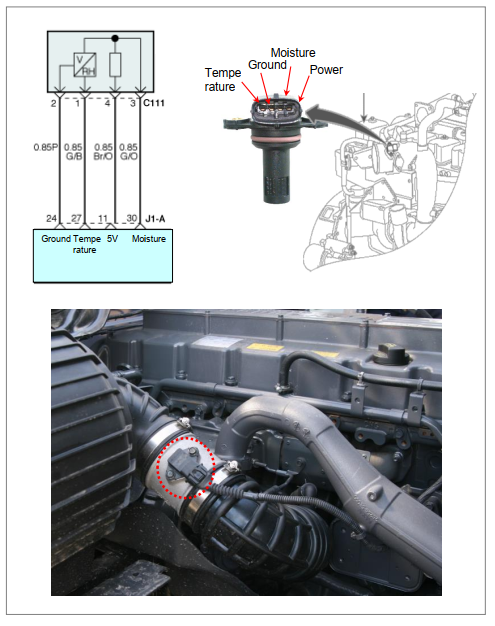 V
RH
2 1 4 3 C111
0.85P
0.85
G/B
0.85
Br/O
0.85
G/O
24 27 11 30 J1-A
Ground Tempe
rature
5V
Moisture
Moisture
Ground
Power
Tempe
rature